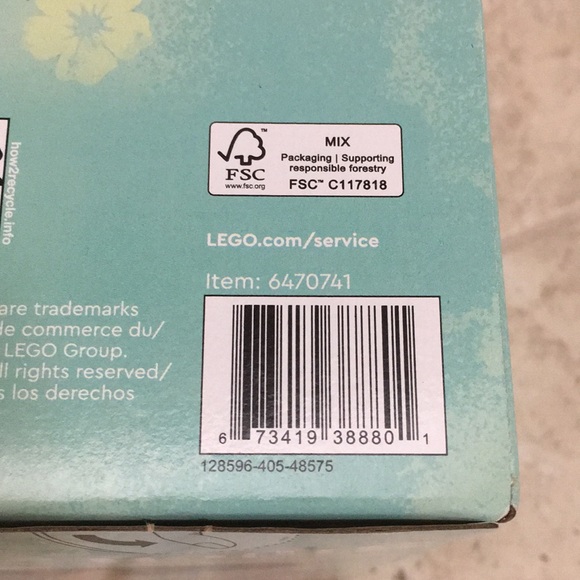 how2recycle.info
FSC™
www.fsc.org
MIX
Packaging | Supporting
responsible forestry
FSC™ C117818
LEGO.com/service
Item: 6470741
are trademarks
de commerce du/
LEGO Group.
ll rights reserved/
s los derechos
6 73419 38880 1
128596-405-48575